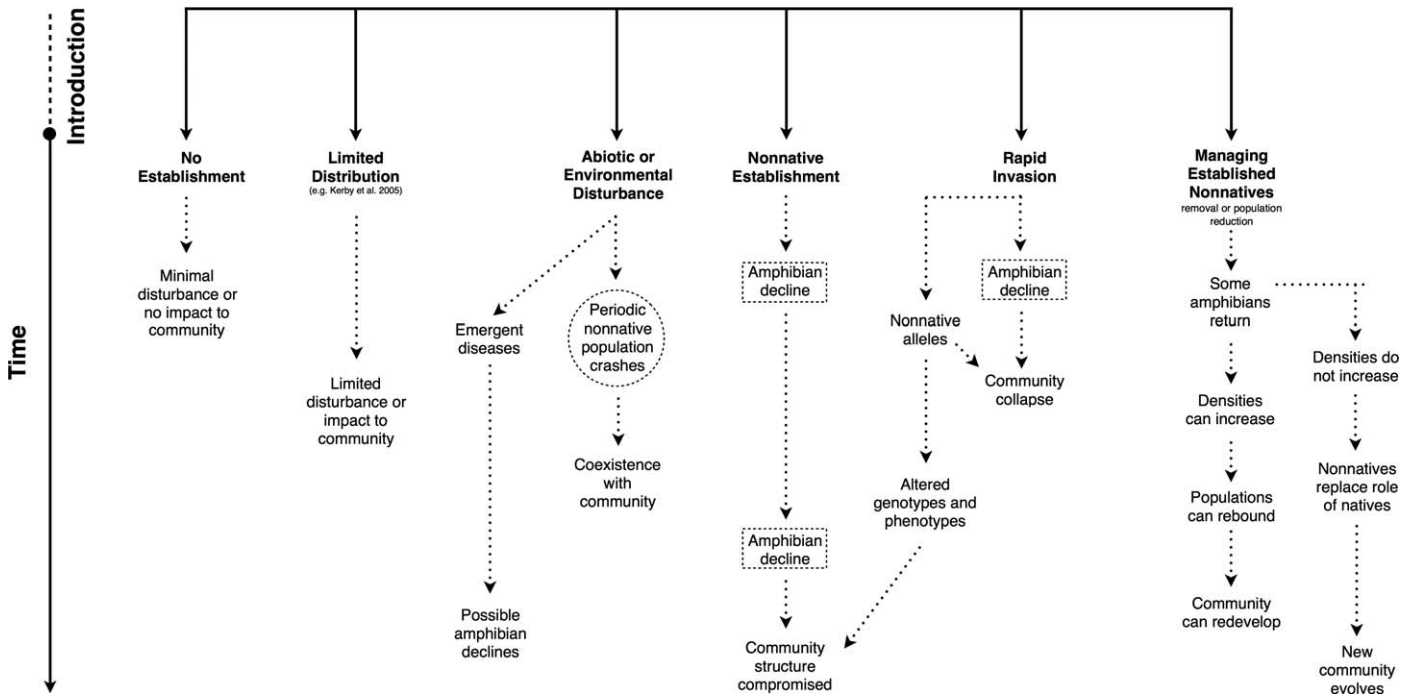 Introduction
Time
No
Establishment
Minimal
disturbance or
no impact to
community
Limited
Distribution
(e.g. Kerby et al. 2005)
Limited
disturbance or
impact to
community
Abiotic or
Environmental
Disturbance
Emergent
diseases
Possible
amphibian
declines
Periodic
nonnative
population
crashes
Coexistence
with
community
Nonnative
Establishment
Amphibian
decline
Amphibian
decline
Community
structure
compromised
Rapid
Invasion
Nonnative
alleles
Altered
genotypes and
phenotypes
Amphibian
decline
Community
collapse
Managing
Established
Nonnatives
removal or population
reduction
Some
amphibians
return
Densities
can increase
Populations
can rebound
Community
can redevelop
Densities do
not increase
Nonnatives
replace role
of natives
New
community
evolves